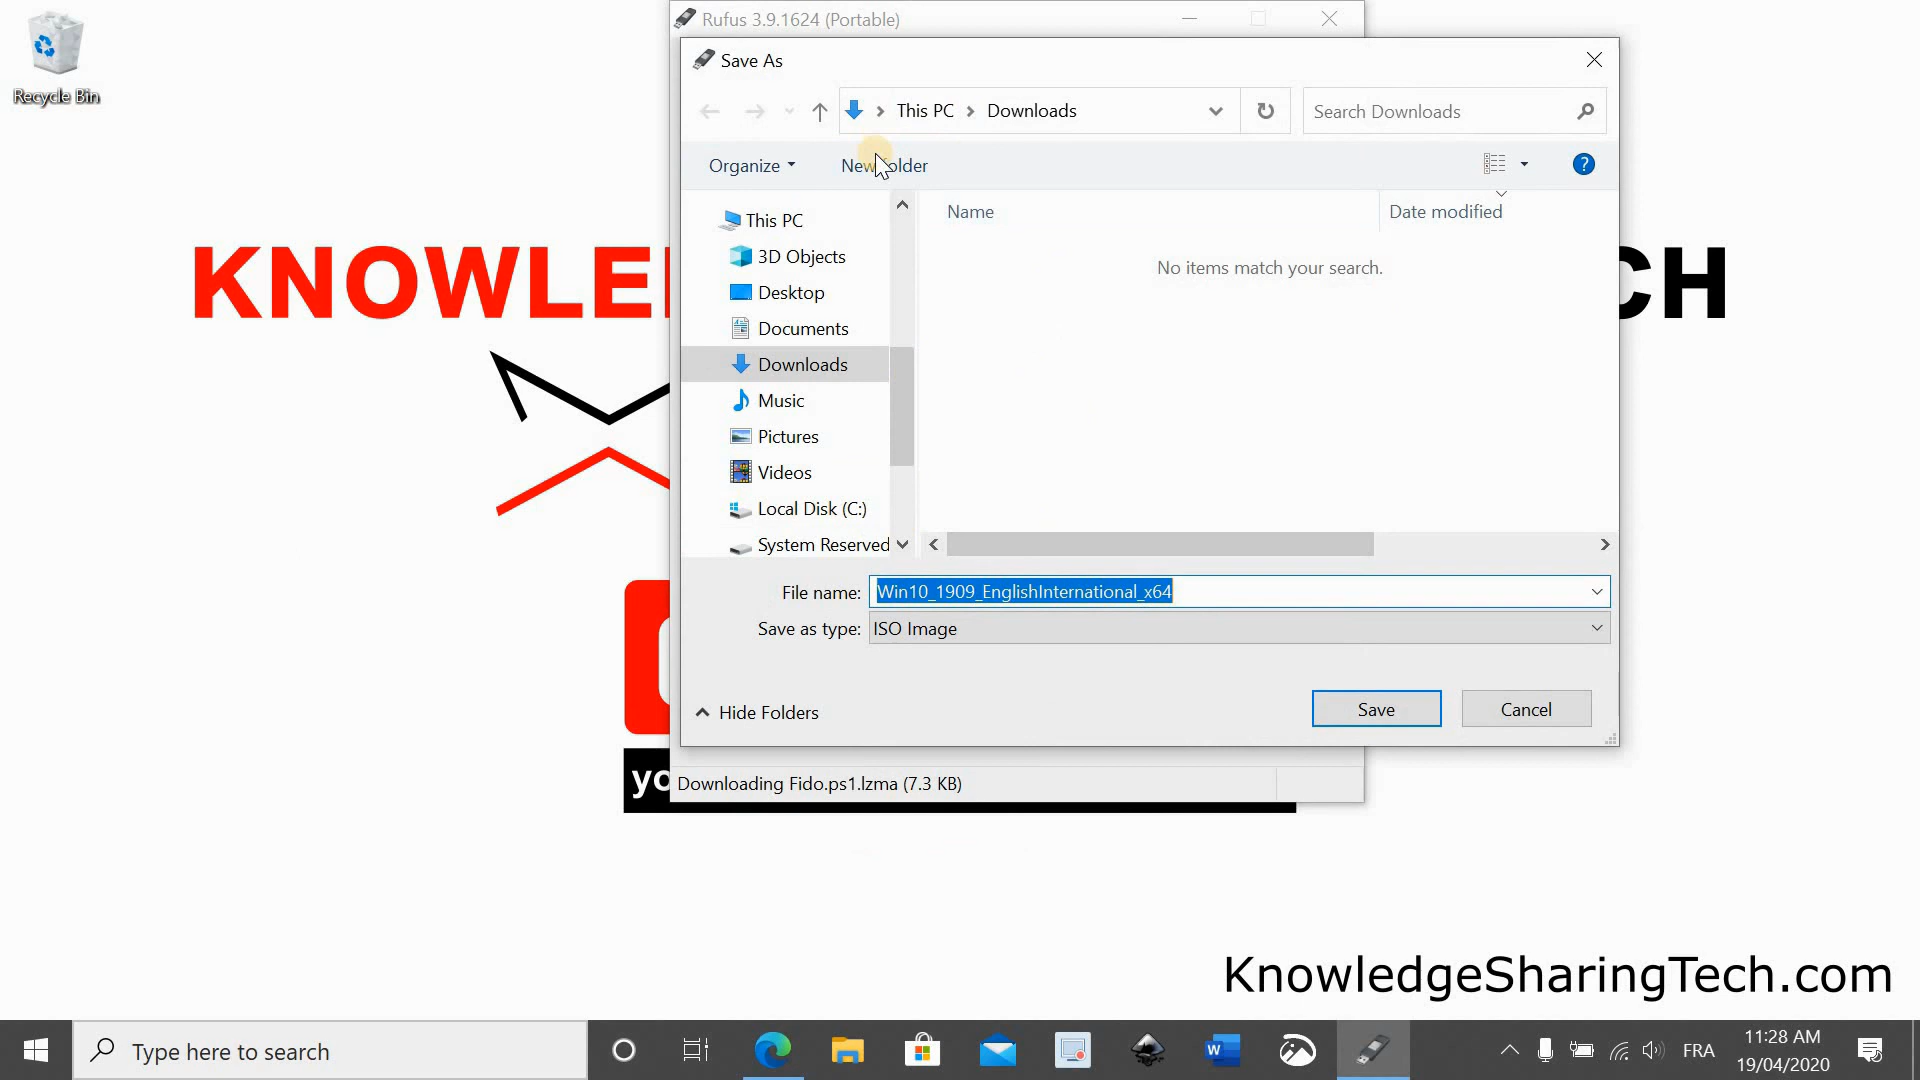 Recycle Bin
Rufus 3.9.1624 (Portable)
Save As
This PC
Downloads
Search Downloads
Organize
New folder
This PC
3D Objects
Desktop
Documents
Downloads
Music
Pictures
Videos
Local Disk (C:)
System Reserved
Name
Date modified
No items match your search.
KNOWLE
CH
File name:
Win10_1909_EnglishInternational_x64
Save as type:
ISO Image
Hide Folders
Save
Cancel
yo
Downloading Fido.ps1.lzma (7.3 KB)
KnowledgeSharingTech.com
Type here to search
FRA
11:28 AM
19/04/2020